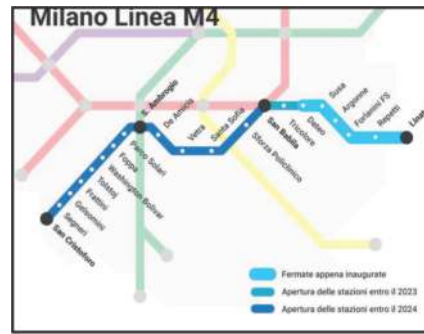 Milano Linea M4
S. Ambrogio
De Amicis
Vetra
Santa Sofia
Sforza Policlinico
San Babila
Tricolore
Dateo
Susa
Argonne
Forlanini FS
Repetti
Linat
Parco Solari
Foppa
Washington Bolivar
Tolstoj
Frattini
Gelsomini
Segneri
San Cristoforo
Fermate appena inaugurate
Apertura delle stazioni entro il 2023
Apertura delle stazioni entro il 2024